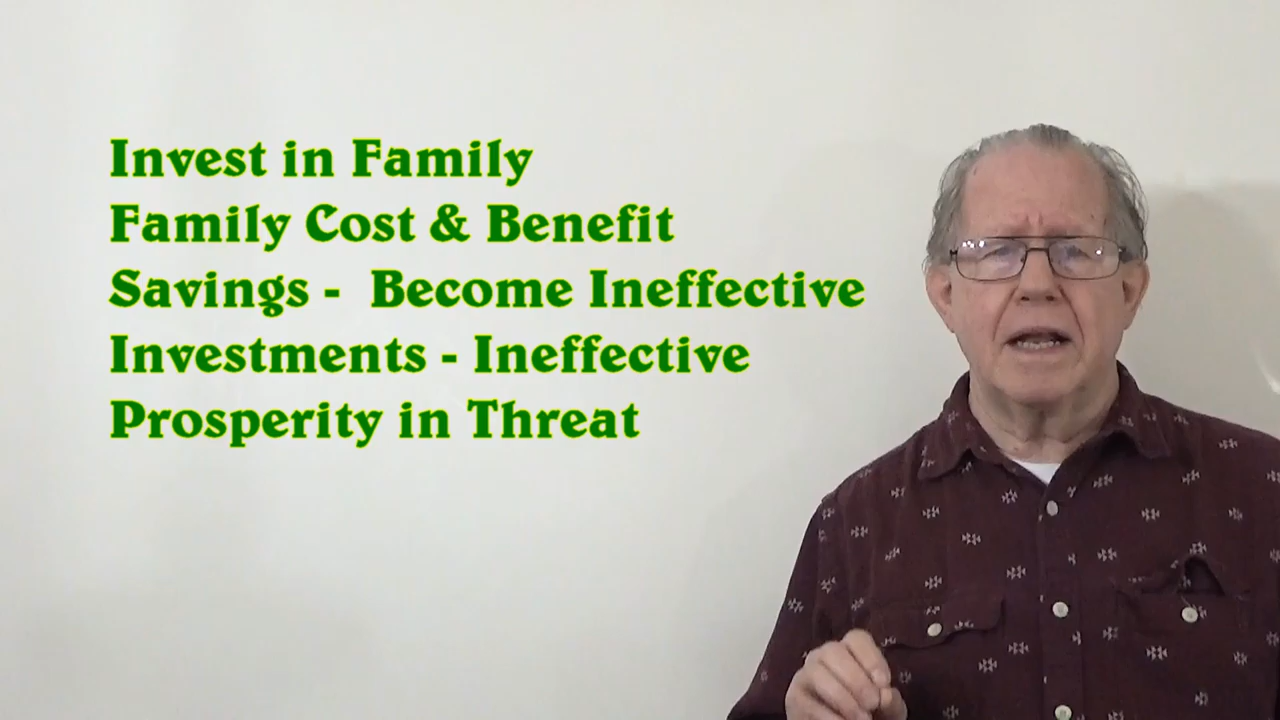 Invest in Family
Family Cost & Benefit
Savings -  Become Ineffective
Investments - Ineffective
Prosperity in Threat